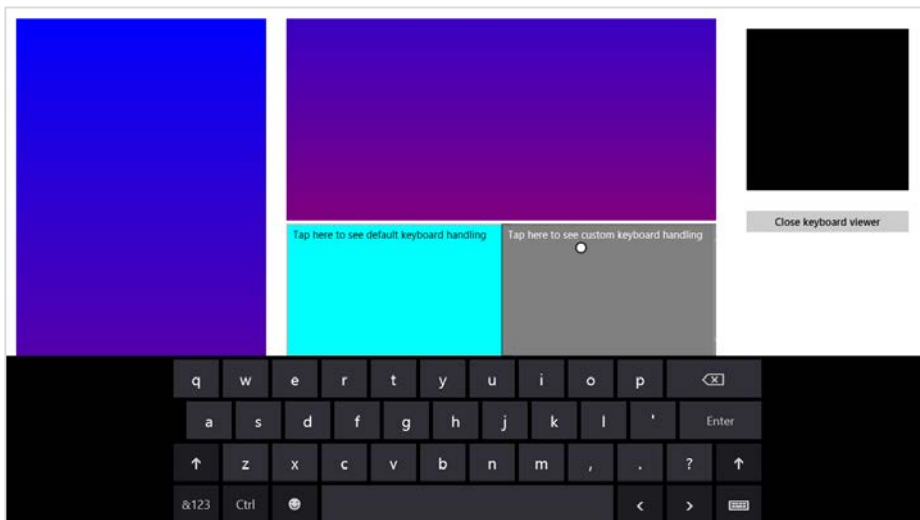 Close keyboard viewer
Tap here to see default keyboard handling
Tap here to see custom keyboard handling
q w e r t y u i o p
a s d f g h j k l ' Enter
z x c v b n m , . ?
&123 Ctrl < >